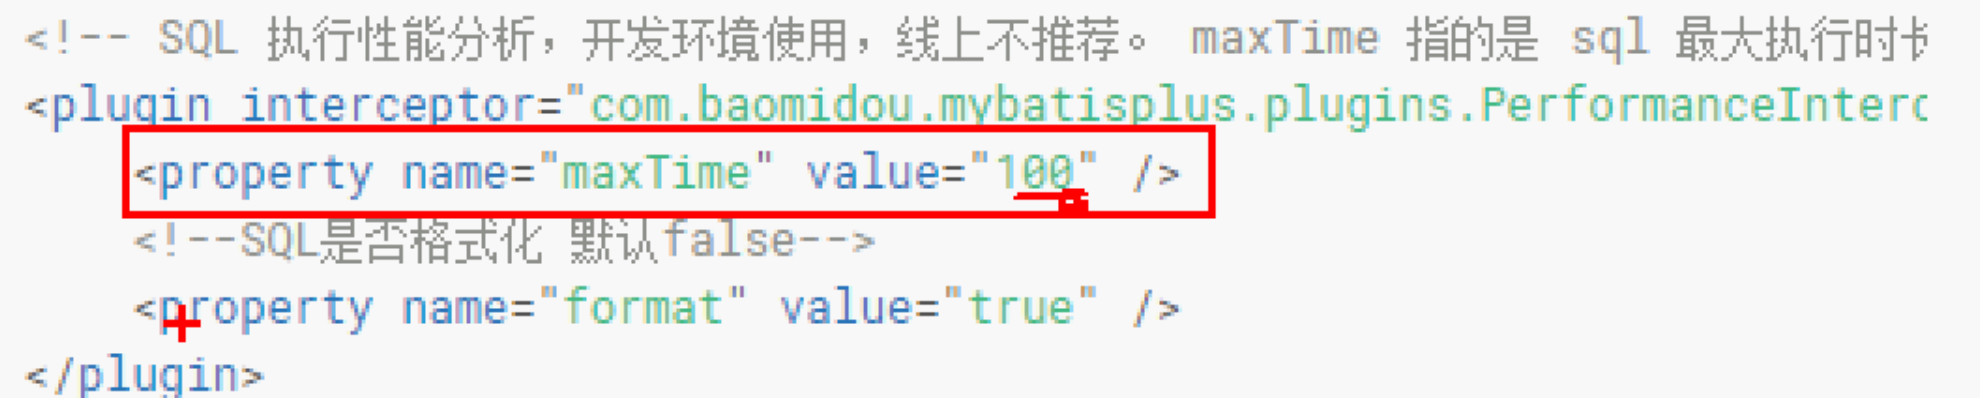 <!-- SQL 执行性能分析，开发环境使用，线上不推荐。 maxTime 指的是 sql 最大执行时长
<plugin interceptor="com.baomidou.mybatisplus.plugins.PerformanceInterc
<property name="maxTime" value="100" />
<!--SQL是否格式化 默认false-->
<property name="format" value="true" />
</plugin>